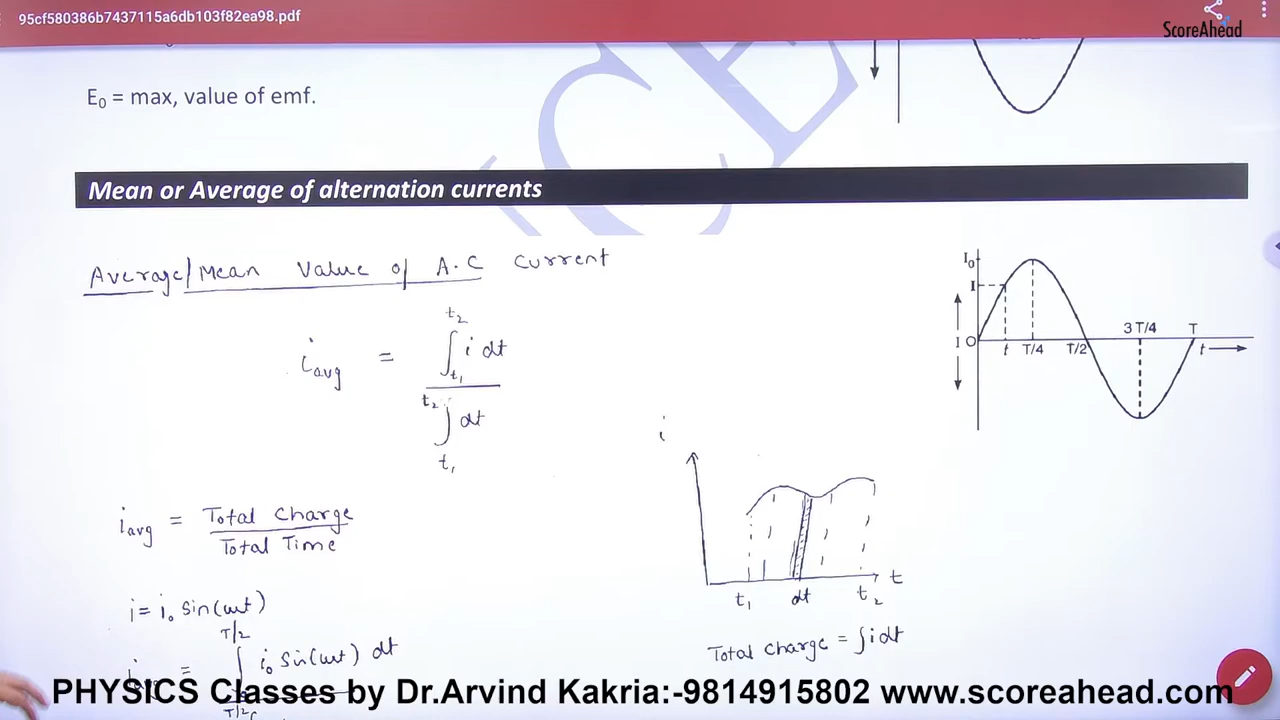 95cf580386b7437115a6db103f82ea98.pdf
ScoreAhead
E₀ = max, value of emf.
Mean or Average of alternation currents
Average/Mean Value of A.C current
i_avg = ∫_{t₁}^{t₂} i dt / ∫_{t₁}^{t₂} dt
I₀
I
I O
t T/4 T/2 3T/4 T
t
i
t₁ dt t₂ t
Total charge = ∫idt
i_avg = Total Charge / Total Time
i = i₀ sin(ωt)
= ∫^{T/2} i₀ sin(ωt) dt
T/2
PHYSICS Classes by Dr.Arvind Kakria:-9814915802 www.scoreahead.com